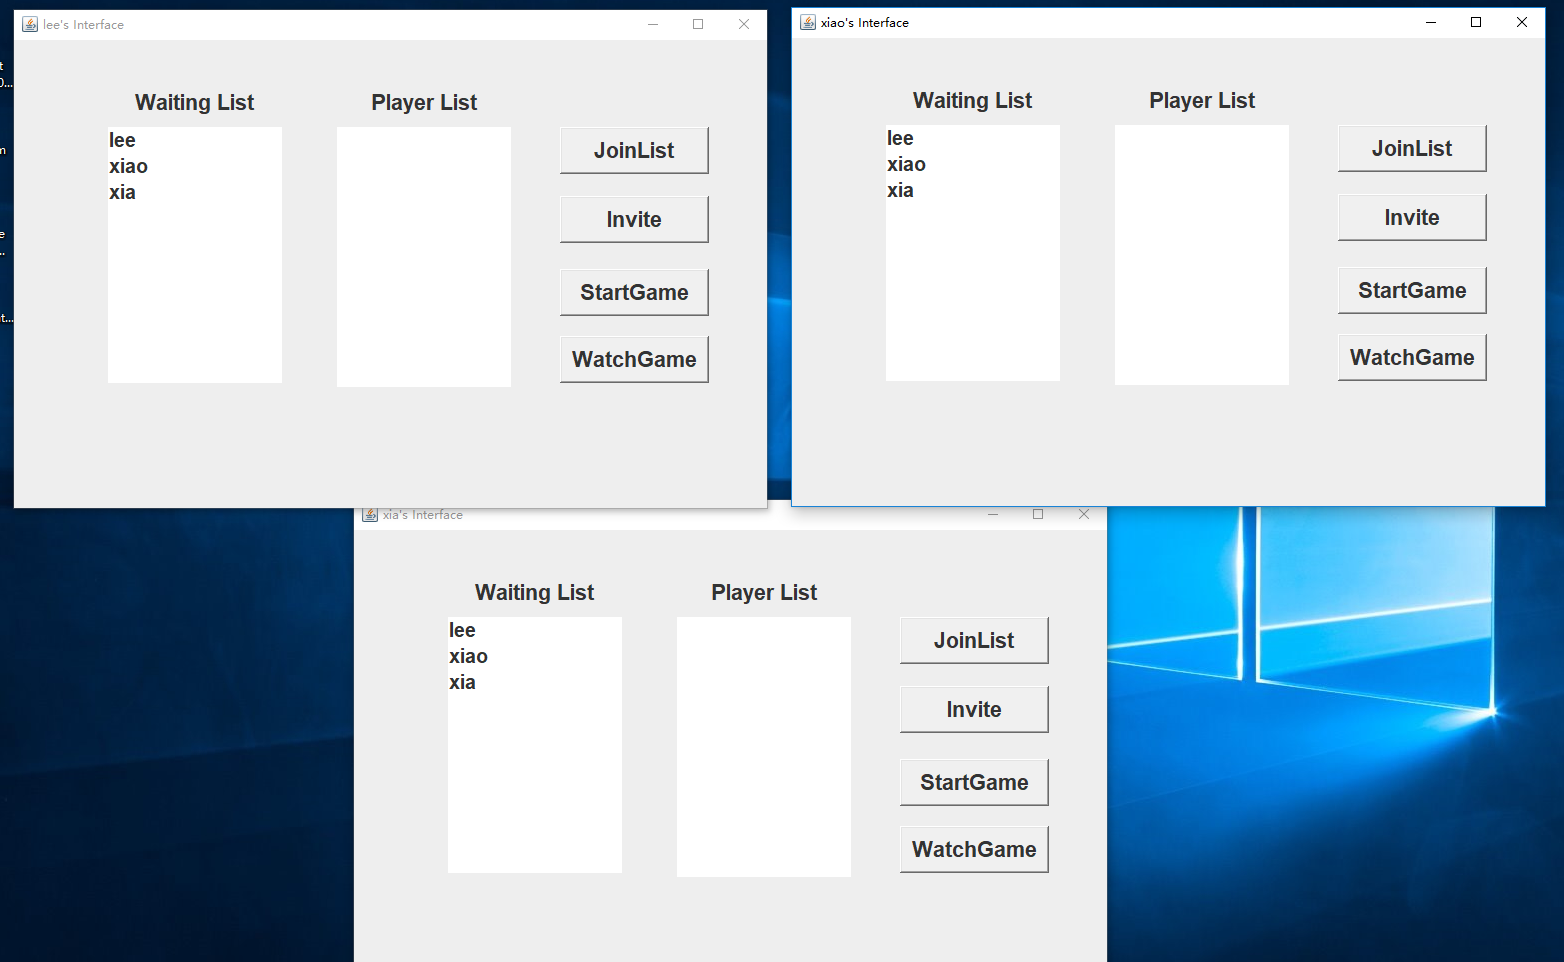 lee's Interface
Waiting List
Player List
lee
xiao
xia
JoinList
Invite
StartGame
WatchGame
xiao's Interface
Waiting List
Player List
lee
xiao
xia
JoinList
Invite
StartGame
WatchGame
xia's Interface
Waiting List
Player List
lee
xiao
xia
JoinList
Invite
StartGame
WatchGame